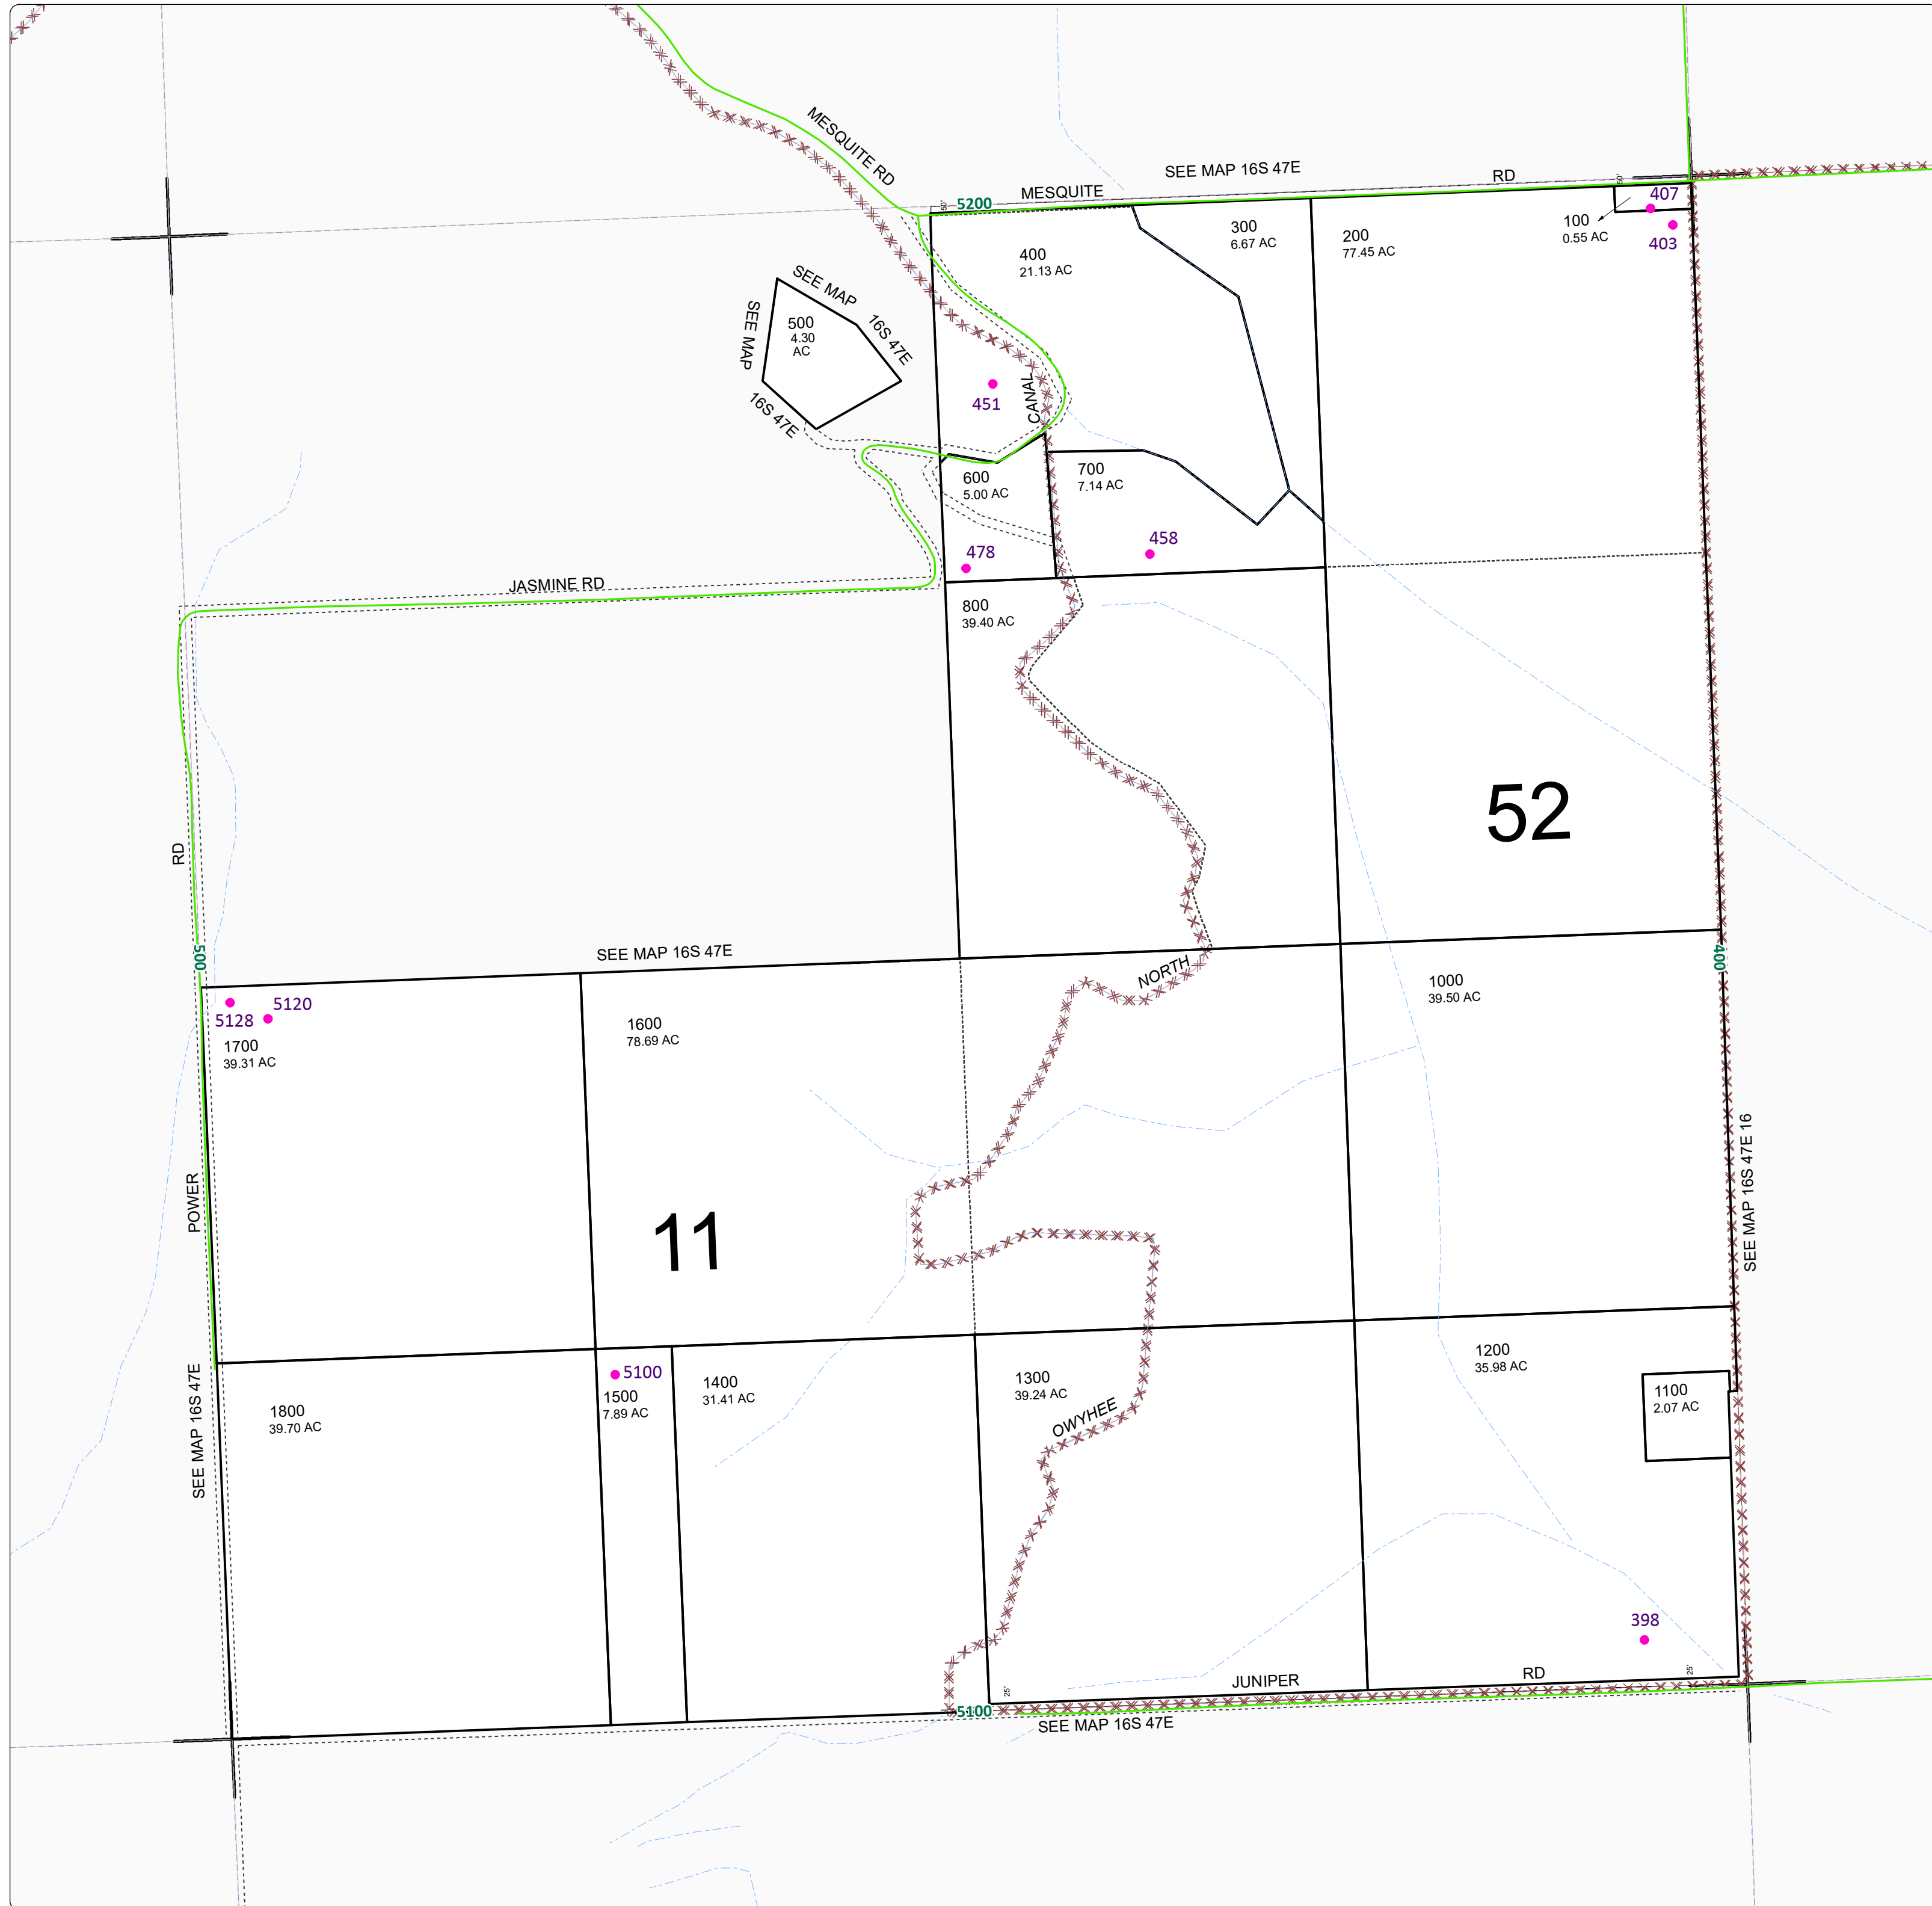 MESQUITE RD
SEE MAP 16S 47E
MESQUITE
RD
50'
50'
5200
407
100
0.55 AC
403
300
6.67 AC
200
77.45 AC
400
21.13 AC
SEE MAP
16S 47E
SEE MAP
16S 47E
500
4.30
AC
451
CANAL
600
5.00 AC
700
7.14 AC
478
458
JASMINE RD
800
39.40 AC
52
RD
500
SEE MAP 16S 47E
NORTH
400
5128
5120
1700
39.31 AC
1600
78.69 AC
1000
39.50 AC
POWER
11
SEE MAP 16S 47E 16
SEE MAP 16S 47E
1800
39.70 AC
5100
1500
7.89 AC
1400
31.41 AC
1300
39.24 AC
OWYHEE
1200
35.98 AC
1100
2.07 AC
398
25'
25'
JUNIPER
RD
5100
SEE MAP 16S 47E